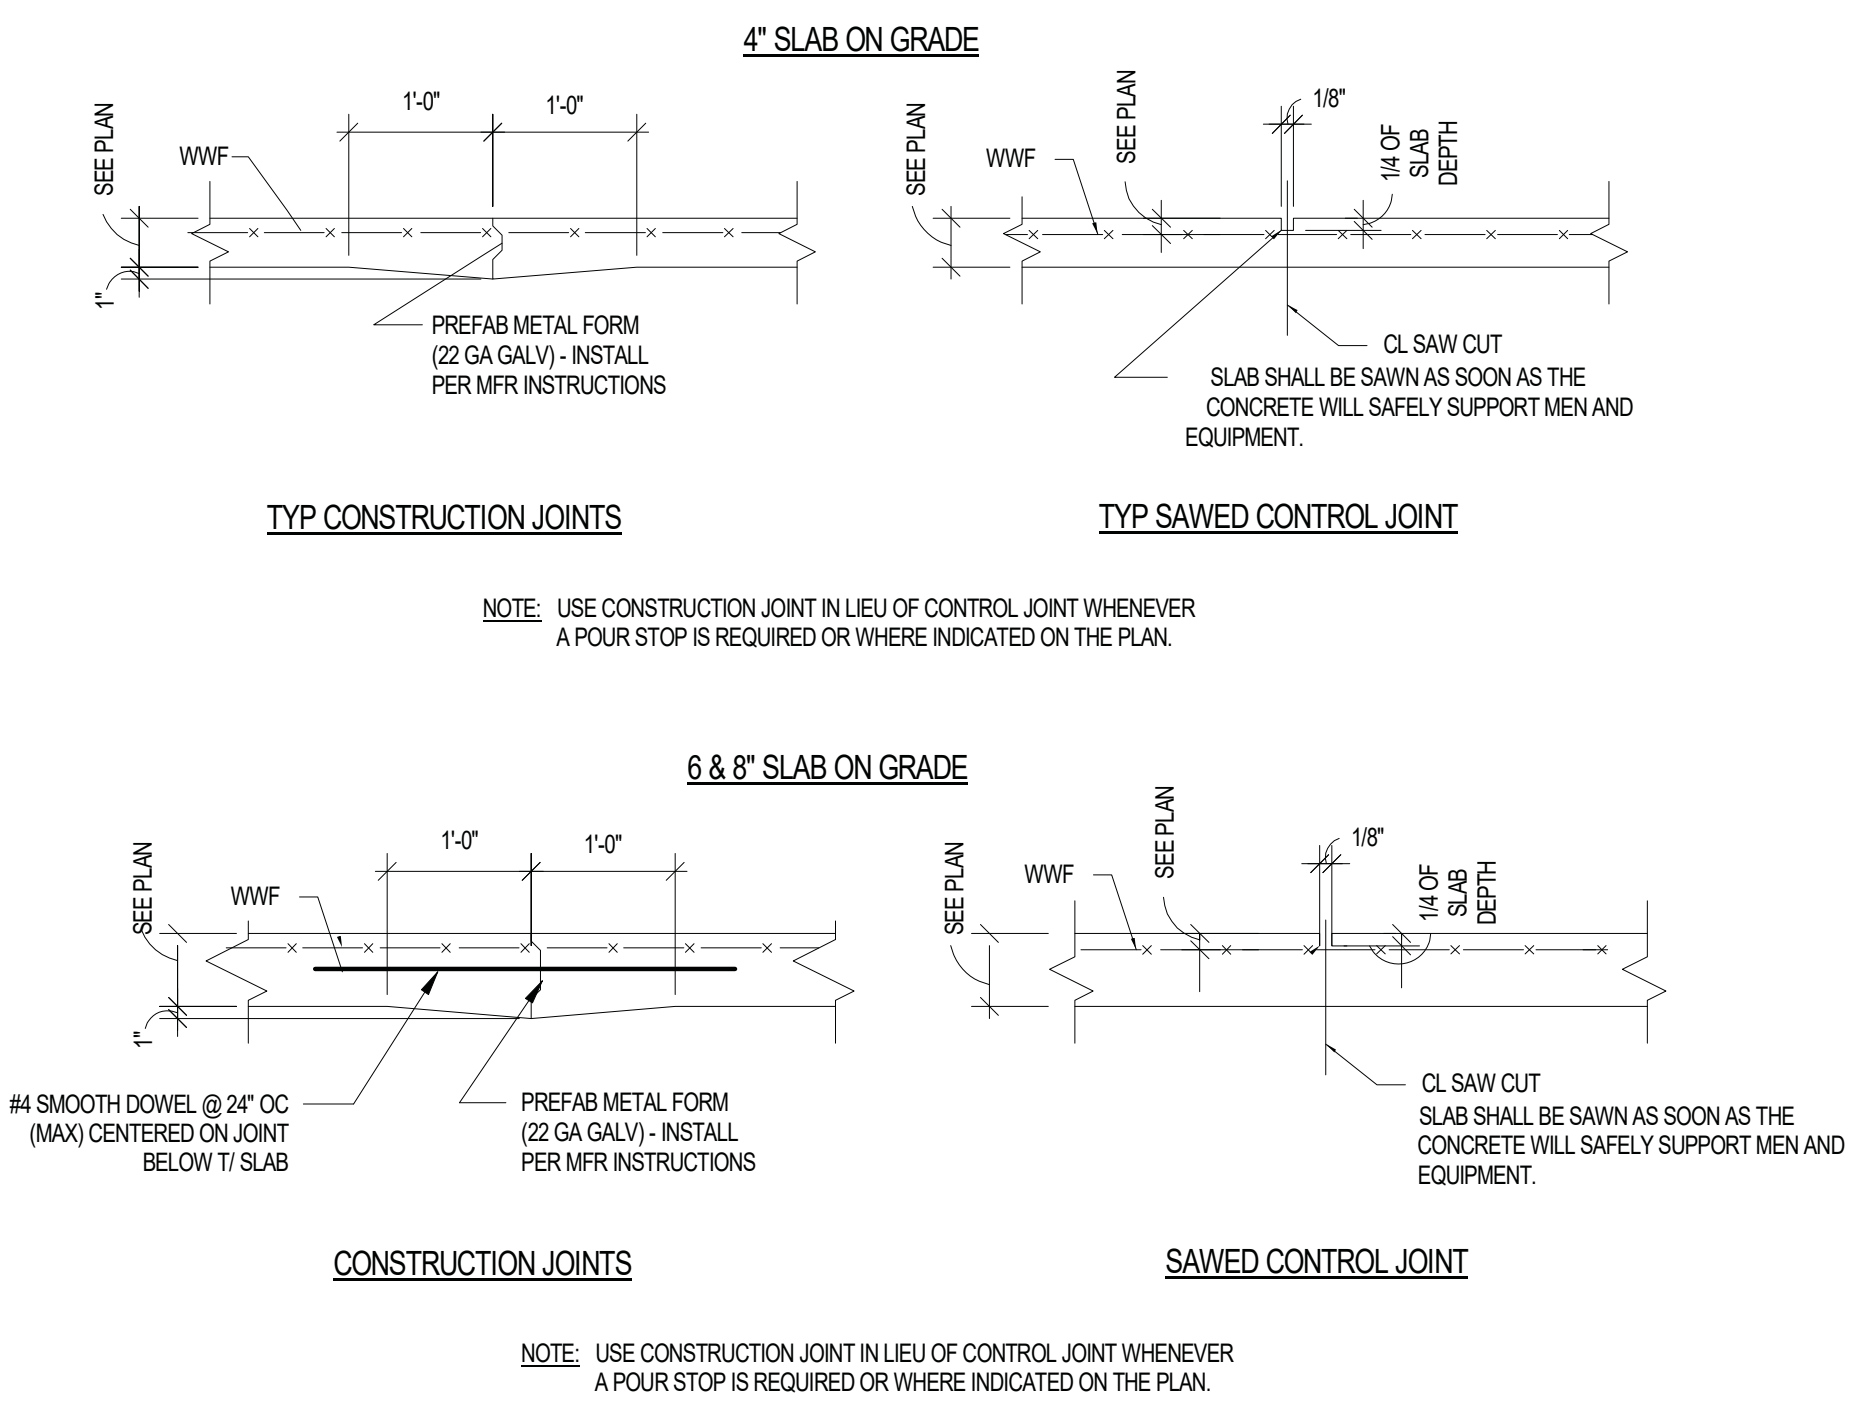 4" SLAB ON GRADE
SEE PLAN
WWF
1'-0"
1'-0"
1"
PREFAB METAL FORM
(22 GA GALV) - INSTALL
PER MFR INSTRUCTIONS
TYP CONSTRUCTION JOINTS
SEE PLAN
WWF
SEE PLAN
1/8"
1/4 OF
SLAB
DEPTH
CL SAW CUT
SLAB SHALL BE SAWN AS SOON AS THE
CONCRETE WILL SAFELY SUPPORT MEN AND
EQUIPMENT.
TYP SAWED CONTROL JOINT
NOTE: USE CONSTRUCTION JOINT IN LIEU OF CONTROL JOINT WHENEVER
A POUR STOP IS REQUIRED OR WHERE INDICATED ON THE PLAN.
6 & 8" SLAB ON GRADE
SEE PLAN
WWF
1'-0"
1'-0"
1"
#4 SMOOTH DOWEL @ 24" OC
(MAX) CENTERED ON JOINT
BELOW T/ SLAB
PREFAB METAL FORM
(22 GA GALV) - INSTALL
PER MFR INSTRUCTIONS
CONSTRUCTION JOINTS
SEE PLAN
WWF
SEE PLAN
1/8"
1/4 OF
SLAB
DEPTH
CL SAW CUT
SLAB SHALL BE SAWN AS SOON AS THE
CONCRETE WILL SAFELY SUPPORT MEN AND
EQUIPMENT.
SAWED CONTROL JOINT
NOTE: USE CONSTRUCTION JOINT IN LIEU OF CONTROL JOINT WHENEVER
A POUR STOP IS REQUIRED OR WHERE INDICATED ON THE PLAN.